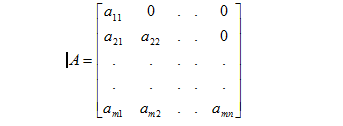 a₁₁ 0 . . 0
a₂₁ a₂₂ . . 0
|A = . . . . .
. . . . .
aₘ₁ aₘ₂ . . aₘₙ